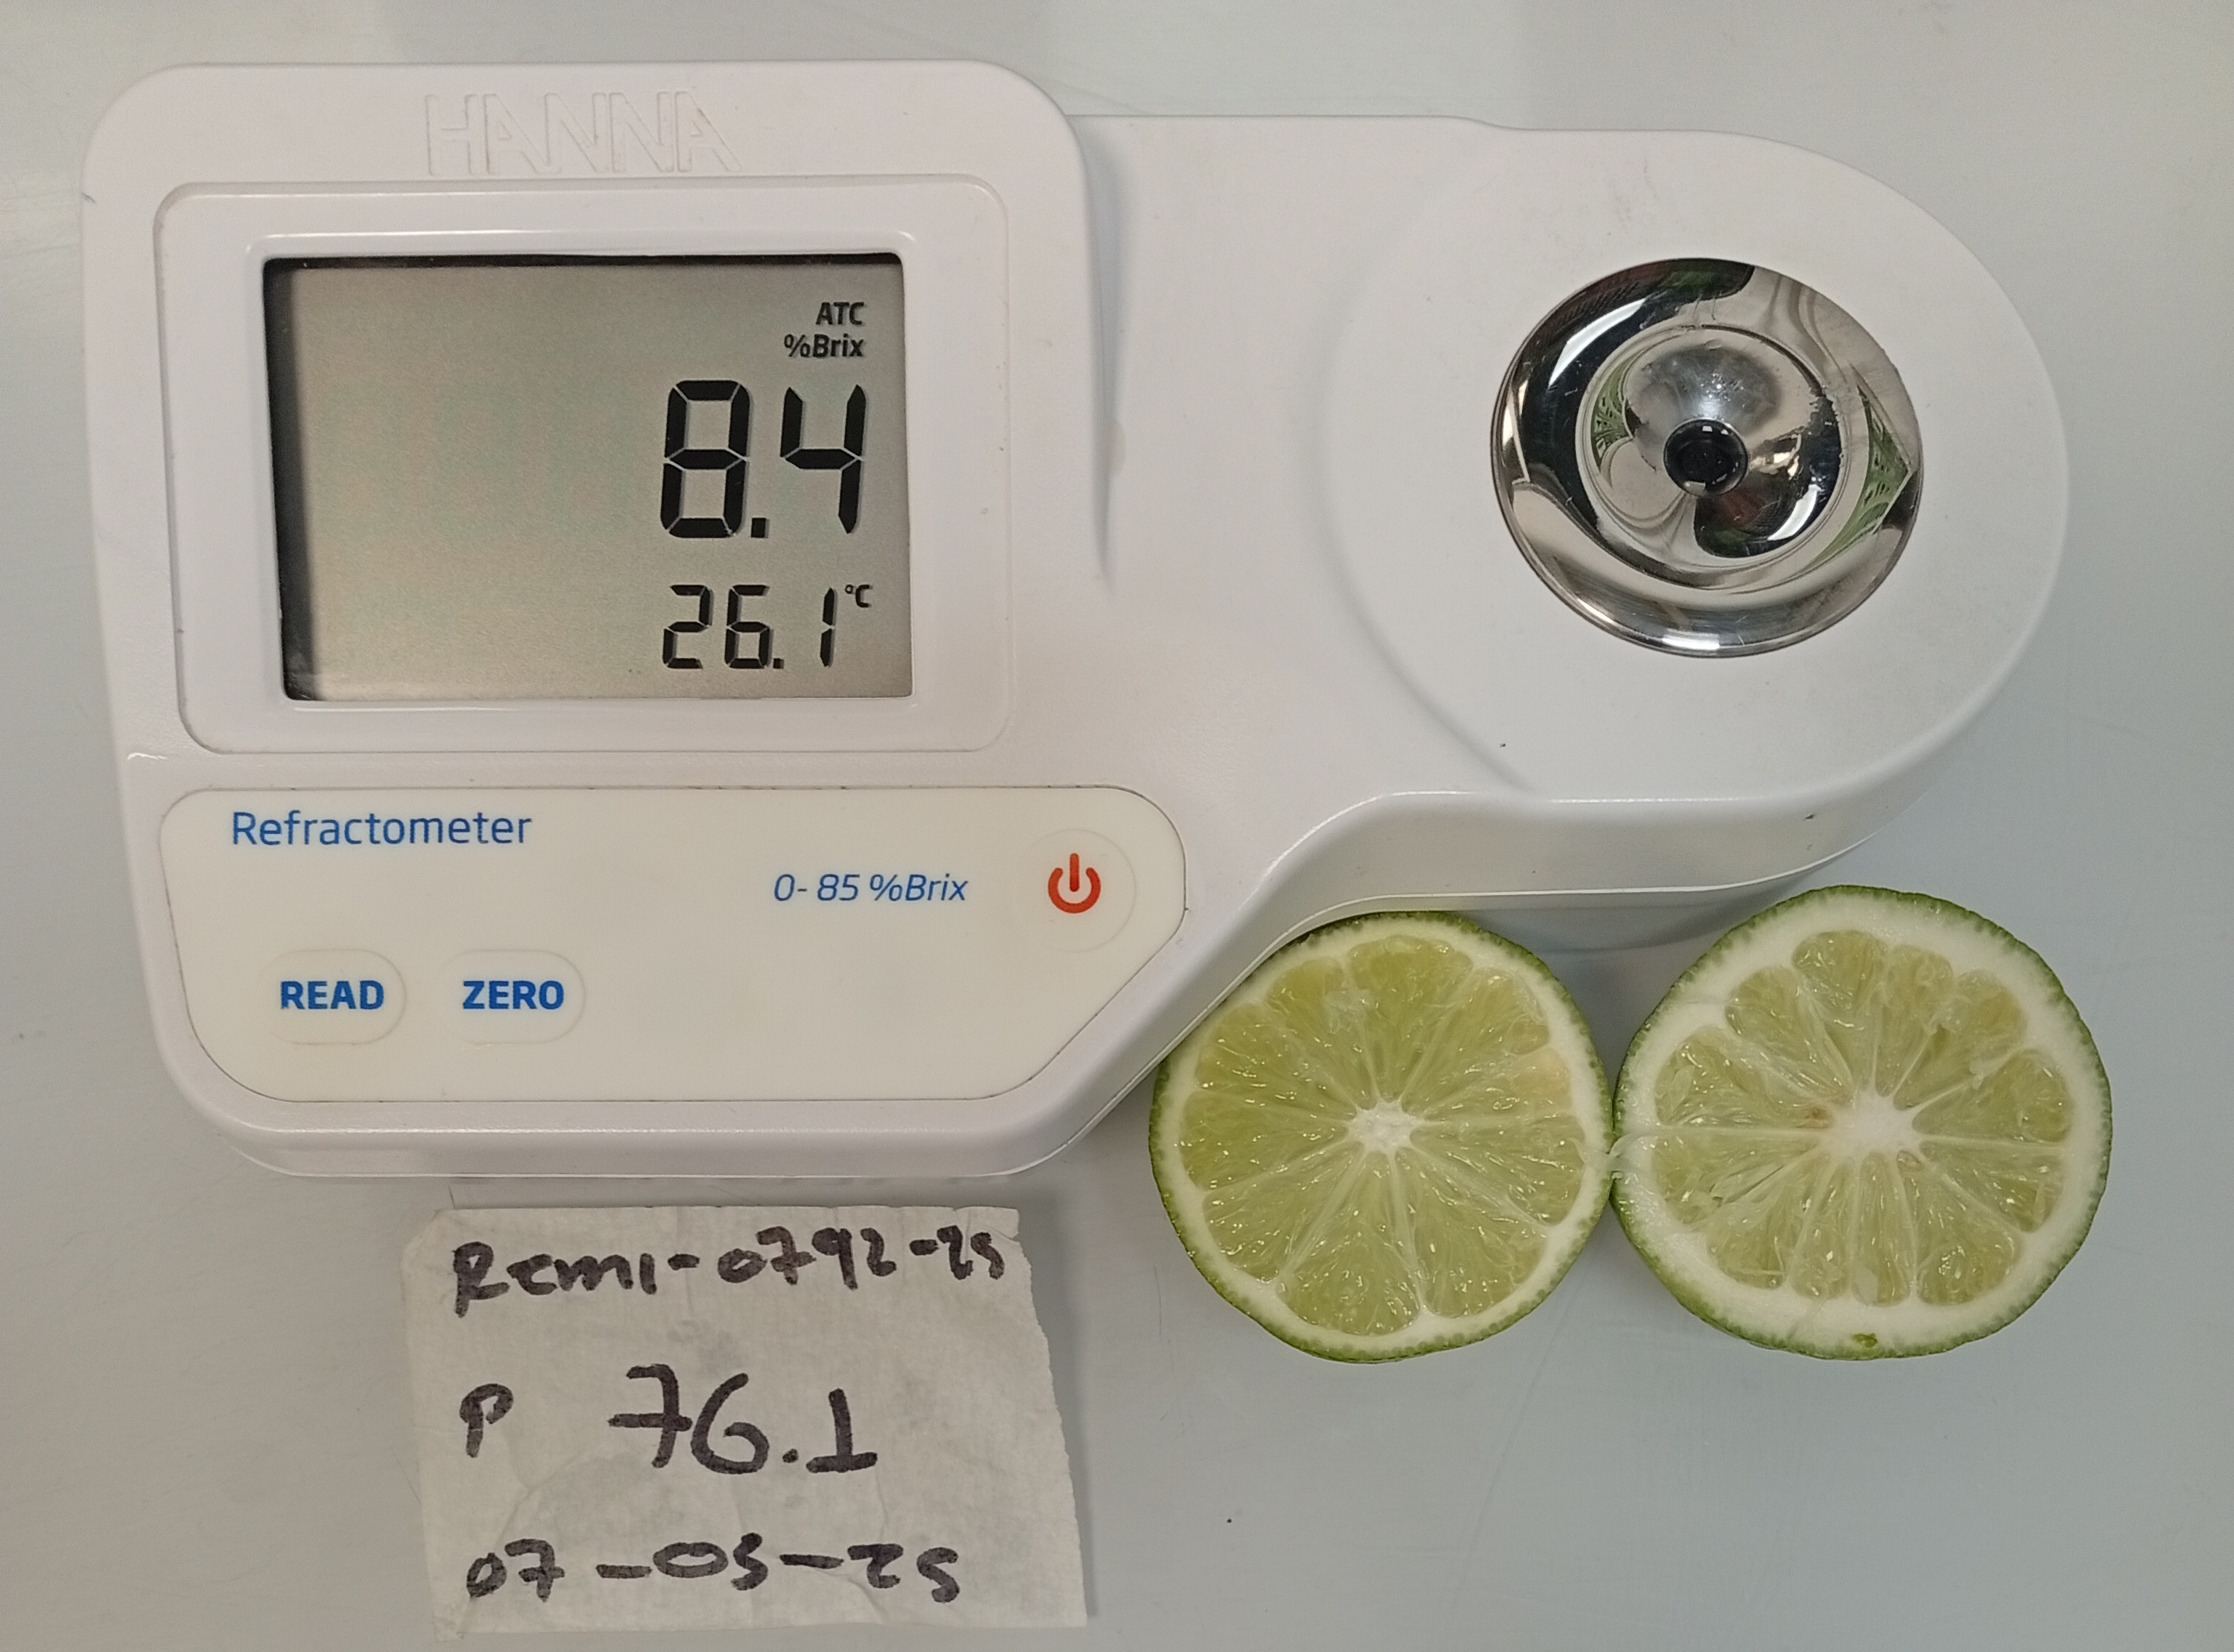 HANNA
ATC
%Brix
8.4
26.1°C
Refractometer
0-85 %Brix
READ ZERO
Remi-0792-25
P 76.1
07-05-25